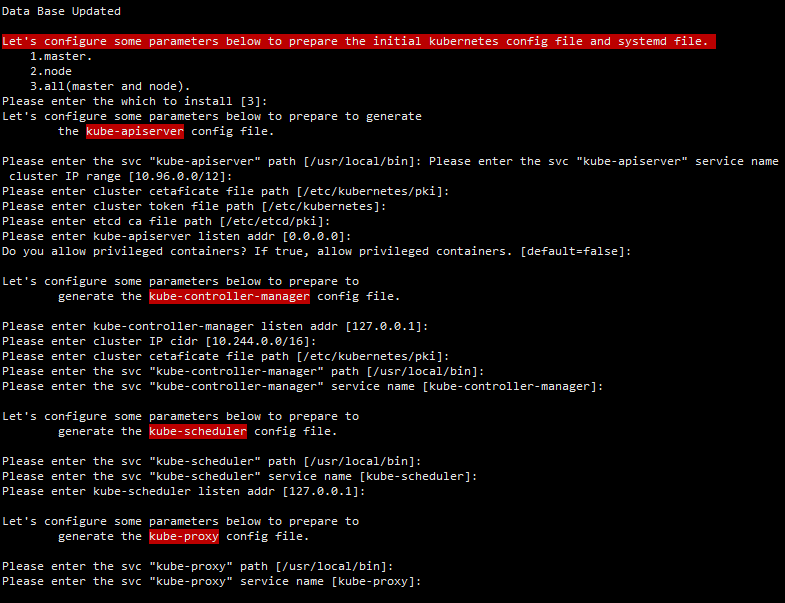 Data Base Updated
Let's configure some parameters below to prepare the initial kubernetes config file and systemd file.
1.master.
2.node
3.all(master and node).
Please enter the which to install [3]:
Let's configure some parameters below to prepare to generate
the kube-apiserver config file.
Please enter the svc "kube-apiserver" path [/usr/local/bin]: Please enter the svc "kube-apiserver" service name
cluster IP range [10.96.0.0/12]:
Please enter cluster cetaficate file path [/etc/kubernetes/pki]:
Please enter cluster token file path [/etc/kubernetes]:
Please enter etcd ca file path [/etc/etcd/pki]:
Please enter kube-apiserver listen addr [0.0.0.0]:
Do you allow privileged containers? If true, allow privileged containers. [default=false]:
Let's configure some parameters below to prepare to
generate the kube-controller-manager config file.
Please enter kube-controller-manager listen addr [127.0.0.1]:
Please enter cluster IP cidr [10.244.0.0/16]:
Please enter cluster cetaficate file path [/etc/kubernetes/pki]:
Please enter the svc "kube-controller-manager" path [/usr/local/bin]:
Please enter the svc "kube-controller-manager" service name [kube-controller-manager]:
Let's configure some parameters below to prepare to
generate the kube-scheduler config file.
Please enter the svc "kube-scheduler" path [/usr/local/bin]:
Please enter the svc "kube-scheduler" service name [kube-scheduler]:
Please enter kube-scheduler listen addr [127.0.0.1]:
Let's configure some parameters below to prepare to
generate the kube-proxy config file.
Please enter the svc "kube-proxy" path [/usr/local/bin]:
Please enter the svc "kube-proxy" service name [kube-proxy]: